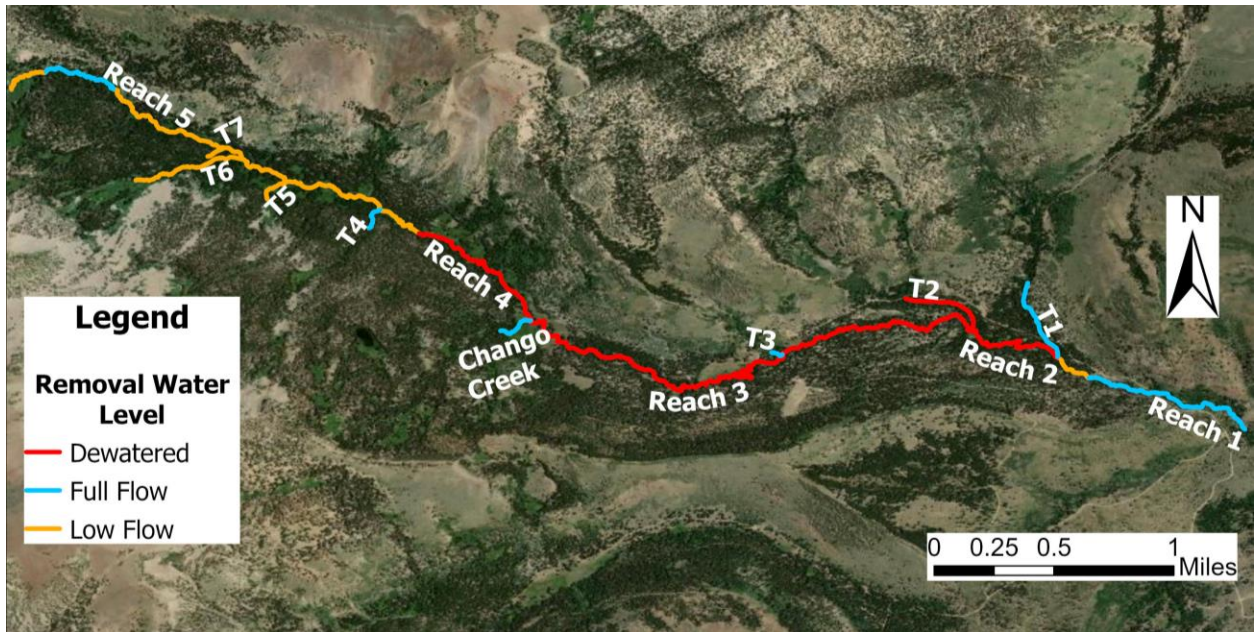 Reach 5
T7
T6
T5
T4
Reach 4
Chango
Creek
T3
Reach 3
T2
T1
Reach 2
Reach 1
N
Legend
Removal Water
Level
Dewatered
Full Flow
Low Flow
0 0.25 0.5 1
Miles